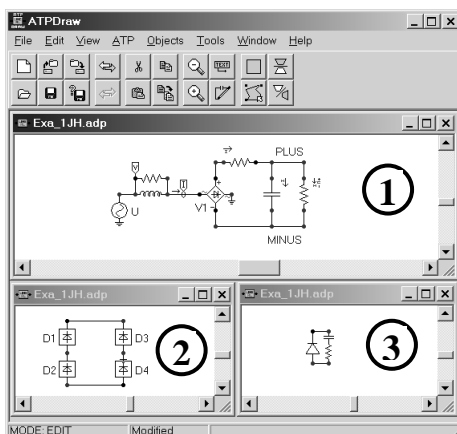 ATPDraw
File Edit View ATP Objects Tools Window Help
TEXT
Exa_1JH.adp
PLUS
M
T
U
V1
MINUS
1
Exa_1JH.adp
Exa_1JH.adp
D1 D3
D2 D4
2
3
MODE: EDIT Modified